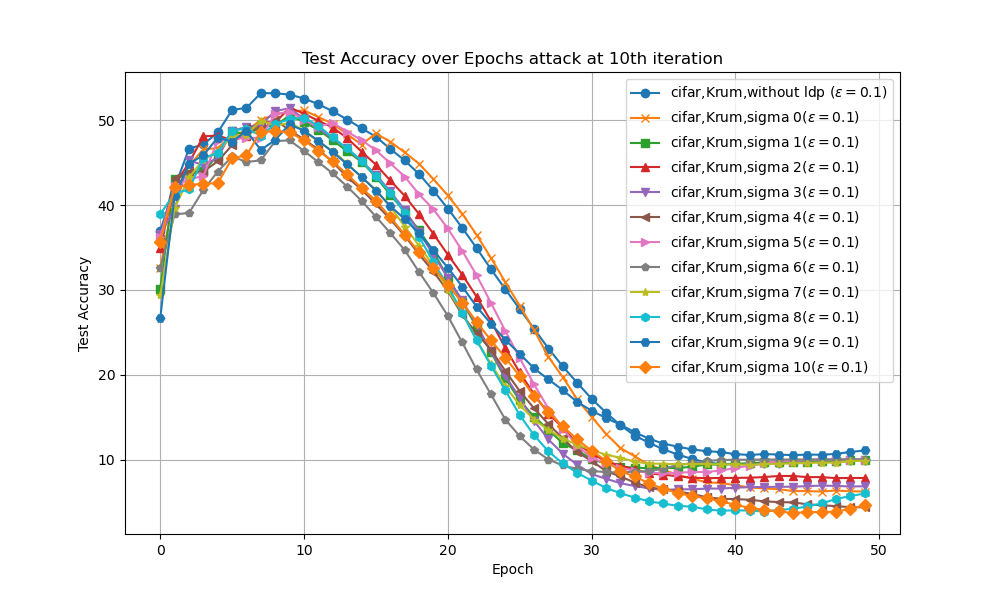 Test Accuracy over Epochs attack at 10th iteration
cifar,Krum,without ldp (ε = 0.1)
cifar,Krum,sigma 0(ε = 0.1)
cifar,Krum,sigma 1(ε = 0.1)
cifar,Krum,sigma 2(ε = 0.1)
cifar,Krum,sigma 3(ε = 0.1)
cifar,Krum,sigma 4(ε = 0.1)
cifar,Krum,sigma 5(ε = 0.1)
cifar,Krum,sigma 6(ε = 0.1)
cifar,Krum,sigma 7(ε = 0.1)
cifar,Krum,sigma 8(ε = 0.1)
cifar,Krum,sigma 9(ε = 0.1)
cifar,Krum,sigma 10(ε = 0.1)
Test Accuracy
50
40
30
20
10
0 10 20 30 40 50
Epoch